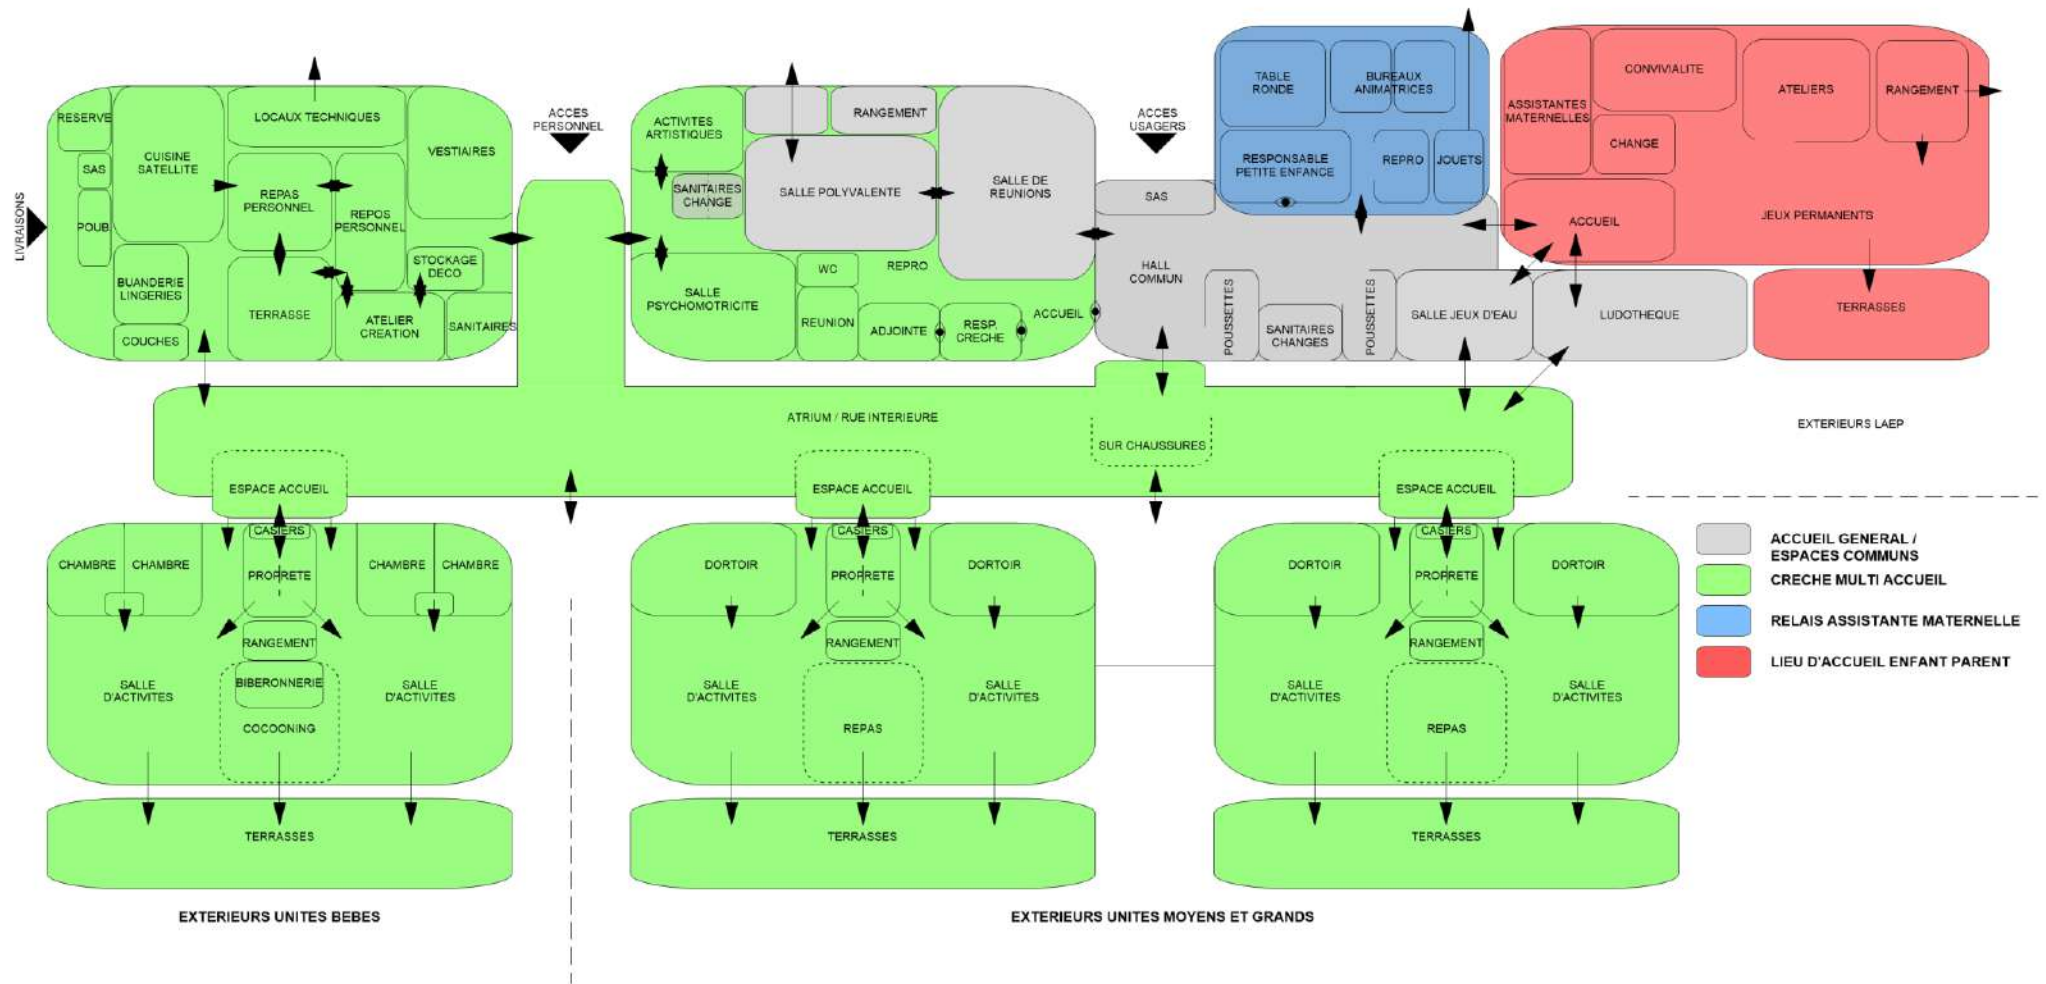 LIVRAISONS
RESERVE
SAS
POUB
CUISINE
SATELLITE
BUANDERIE
LINGERIES
COUCHES
LOCAUX TECHNIQUES
REPAS
PERSONNEL
REPOS
PERSONNEL
TERRASSE
VESTIAIRES
STOCKAGE
DECO
ATELIER
CREATION
SANITAIRES
ACCES
PERSONNEL
ACTIVITES
ARTISTIQUES
SANITAIRES
CHANGE
RANGEMENT
SALLE POLYVALENTE
SALLE DE
REUNIONS
SALLE
PSYCHOMOTRICITE
WC
REPRO
REUNION
ADJOINTE
RESP.
CRECHE
ACCUEIL
ACCES
USAGERS
SAS
HALL
COMMUN
POUSSETTES
SANITAIRES
CHANGES
POUSSETTES
SALLE JEUX D'EAU
LUDOTHEQUE
TABLE
RONDE
BUREAUX
ANIMATRICES
RESPONSABLE
PETITE ENFANCE
REPRO
JOUETS
ASSISTANTES
MATERNELLES
CONVIVIALITE
CHANGE
ATELIERS
RANGEMENT
ACCUEIL
JEUX PERMANENTS
TERRASSES
EXTERIEURS LAEP
ATRIUM / RUE INTERIEURE
SUR CHAUSSURES
ESPACE ACCUEIL
ESPACE ACCUEIL
ESPACE ACCUEIL
CHAMBRE
CHAMBRE
CASIERS
PROPRETE
CHAMBRE
CHAMBRE
RANGEMENT
BIBERONNERIE
SALLE
D'ACTIVITES
COCOONING
SALLE
D'ACTIVITES
TERRASSES
DORTOIR
CASIERS
PROPRETE
DORTOIR
RANGEMENT
SALLE
D'ACTIVITES
REPAS
SALLE
D'ACTIVITES
TERRASSES
DORTOIR
CASIERS
PROPRETE
DORTOIR
RANGEMENT
SALLE
D'ACTIVITES
REPAS
SALLE
D'ACTIVITES
TERRASSES
ACCUEIL GENERAL /
ESPACES COMMUNS
CRECHE MULTI ACCUEIL
RELAIS ASSISTANTE MATERNELLE
LIEU D'ACCUEIL ENFANT PARENT
EXTERIEURS UNITES BEBES
EXTERIEURS UNITES MOYENS ET GRANDS